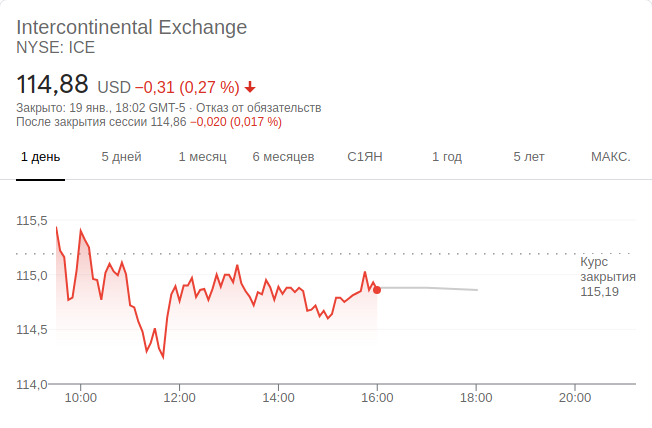 Intercontinental Exchange
NYSE: ICE
114,88 USD −0,31 (0,27 %)
Закрыто: 19 янв., 18:02 GMT-5 · Отказ от обязательств
После закрытия сессии 114,86 −0,020 (0,017 %)
1 день 5 дней 1 месяц 6 месяцев С1ЯН 1 год 5 лет МАКС.
115,5
115,0
114,5
114,0
Курс
закрытия
115,19
10:00 12:00 14:00 16:00 18:00 20:00